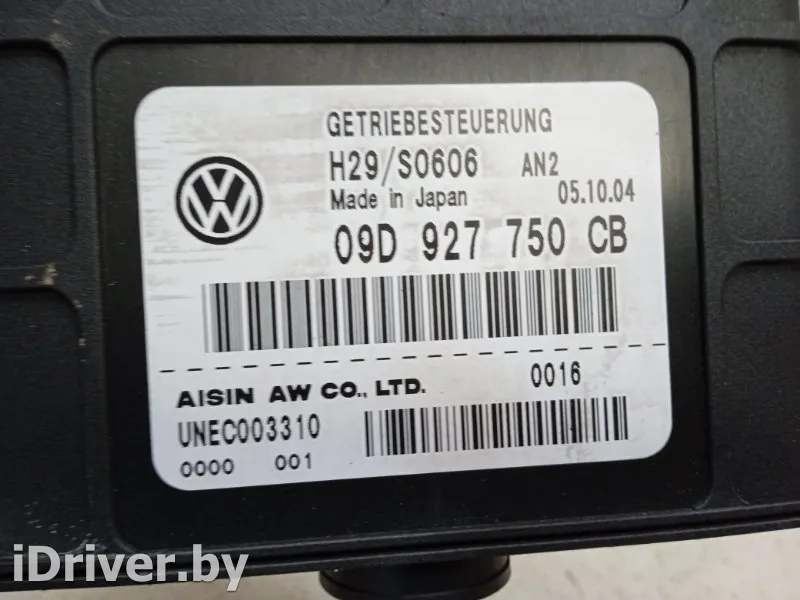 GETRIEBESTEUERUNG
H29/S0606 AN2
Made in Japan 05.10.04
09D 927 750 CB
AISIN AW CO., LTD. 0016
UNEC003310
0000 001
iDriver.by